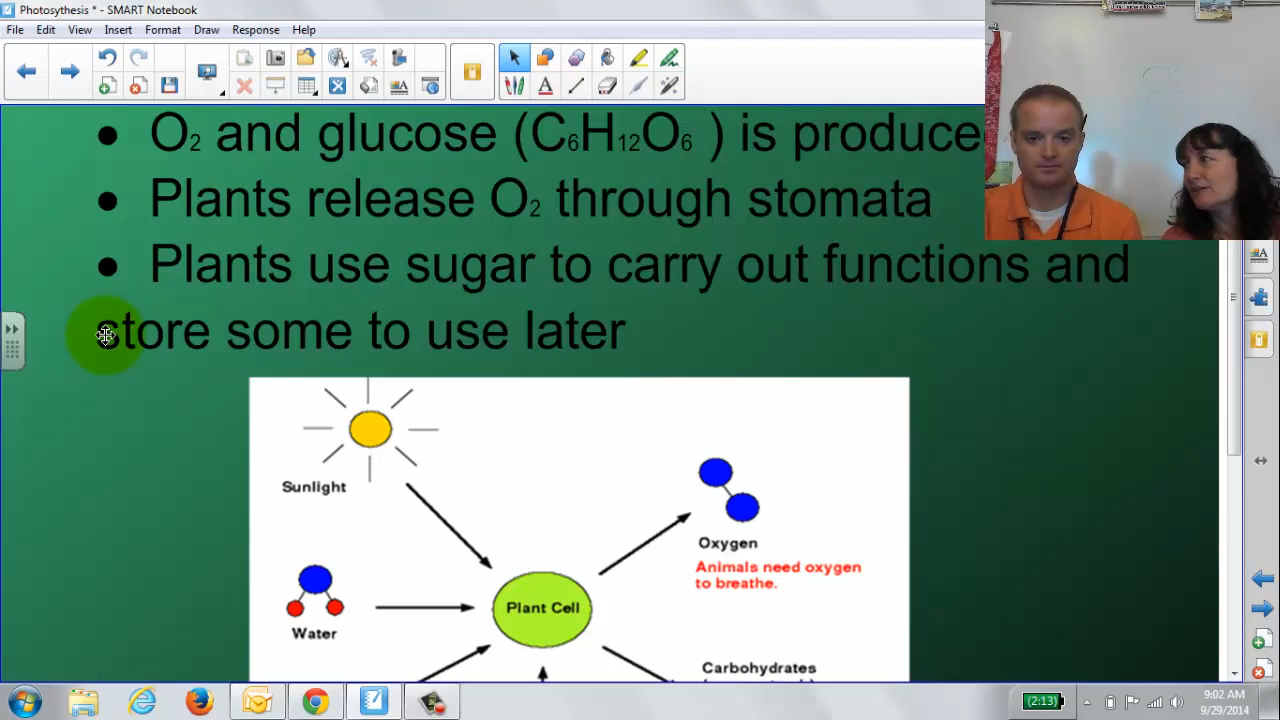 Photosythesis * - SMART Notebook
File Edit View Insert Format Draw Response Help
• O2 and glucose (C6H12O6 ) is produce
• Plants release O2 through stomata
• Plants use sugar to carry out functions and
store some to use later
Sunlight
Oxygen
Animals need oxygen
to breathe.
Water
Plant Cell
Carbohydrates
(2:13)
9:02 AM
9/29/2014